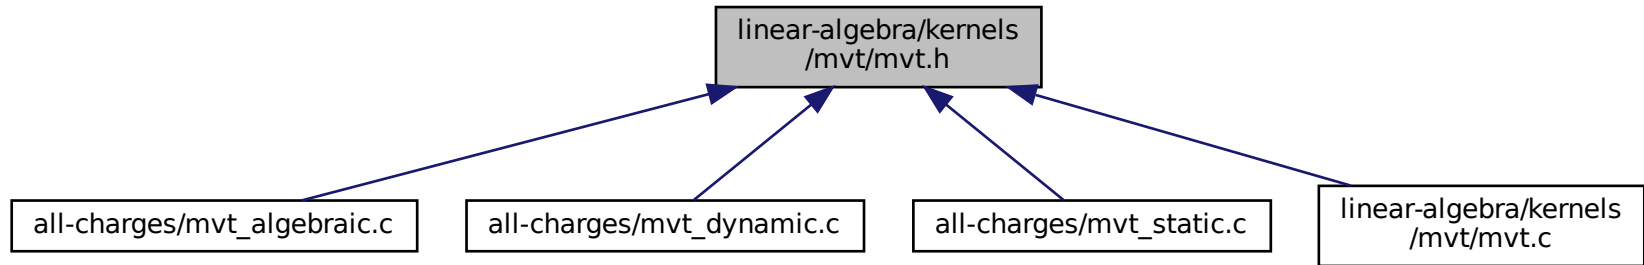 linear-algebra/kernels
/mvt/mvt.h
all-charges/mvt_algebraic.c
all-charges/mvt_dynamic.c
all-charges/mvt_static.c
linear-algebra/kernels
/mvt/mvt.c